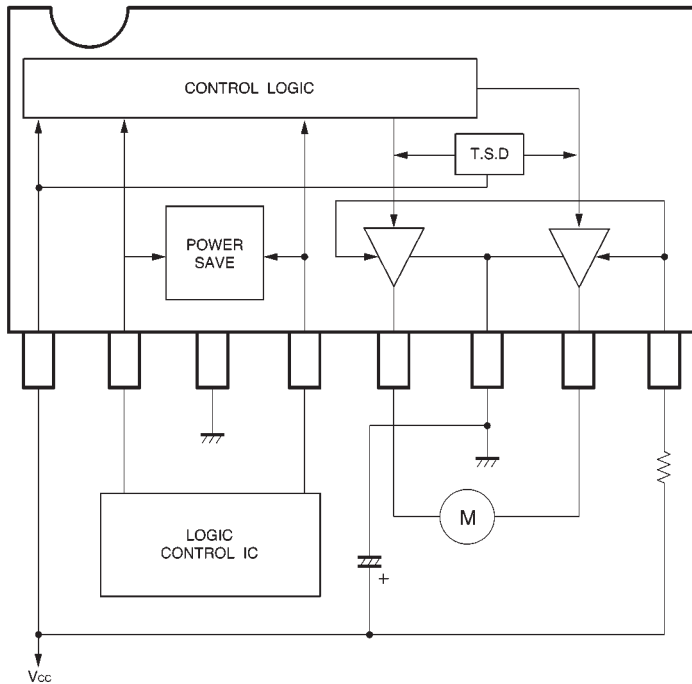 CONTROL LOGIC
T.S.D
POWER
SAVE
LOGIC
CONTROL IC
M
+
Vcc